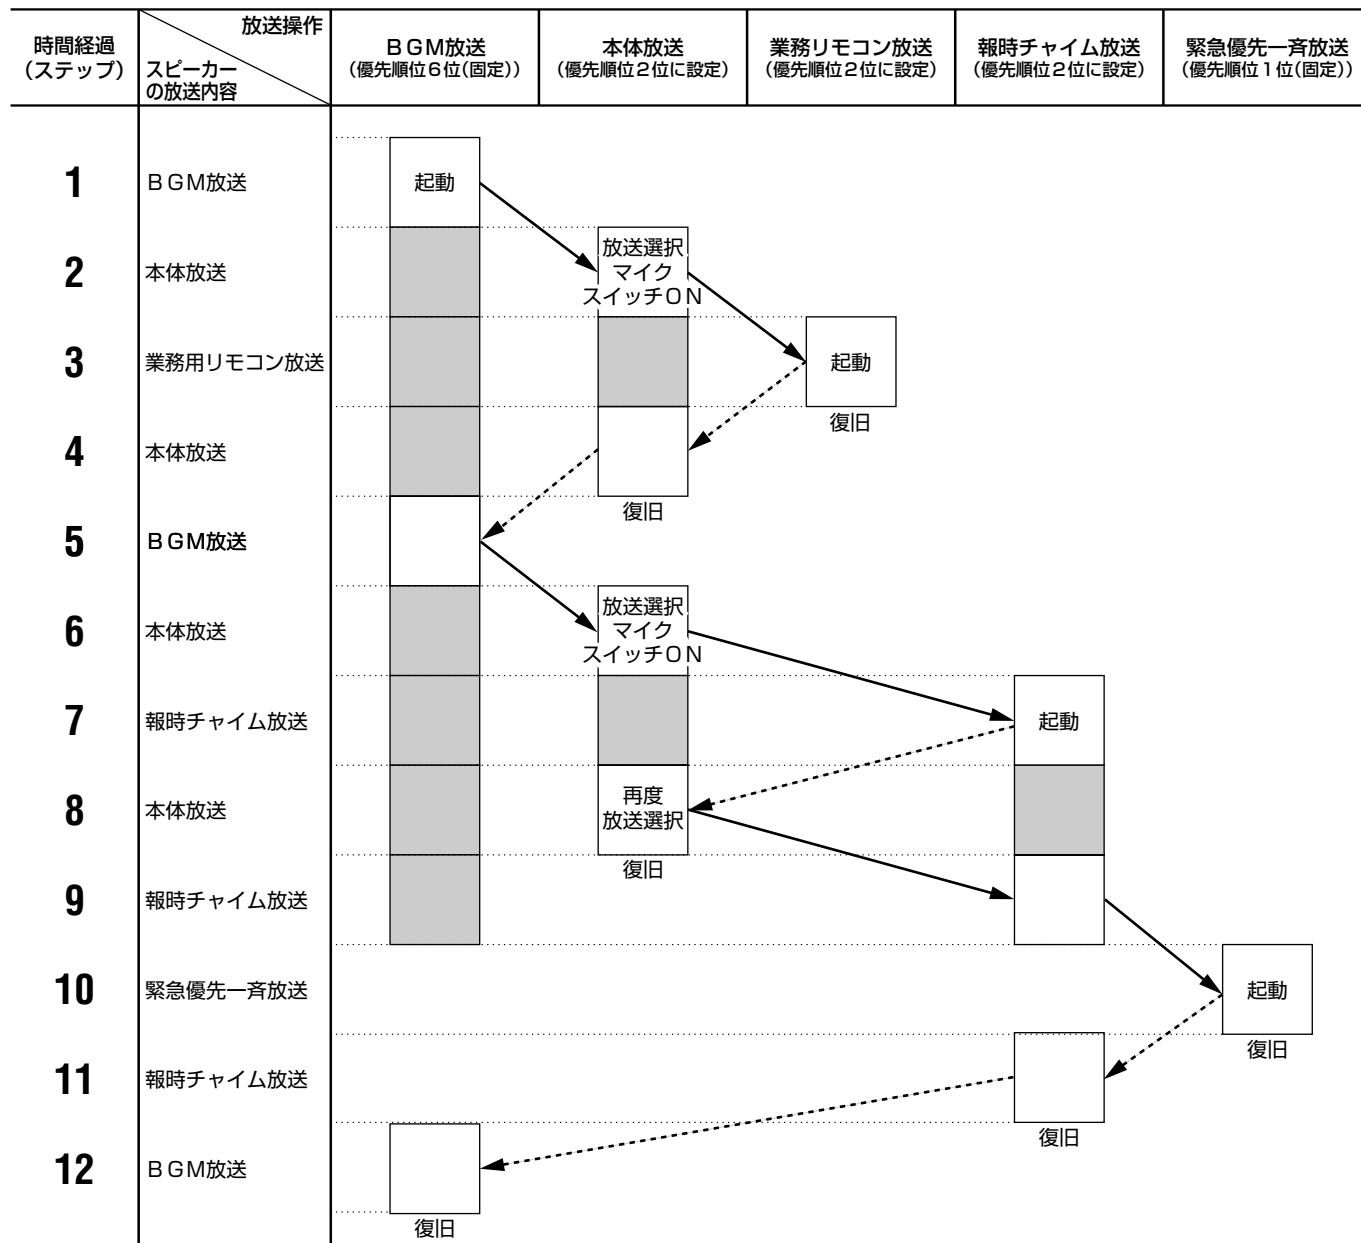 時間経過
（ステップ）
放送操作
スピーカー
の放送内容
ＢＧＭ放送
（優先順位６位(固定)）
本体放送
（優先順位２位に設定）
業務リモコン放送
（優先順位２位に設定）
報時チャイム放送
（優先順位２位に設定）
緊急優先一斉放送
（優先順位１位(固定)）
1
ＢＧＭ放送
起動
2
本体放送
放送選択
マイク
スイッチＯＮ
3
業務用リモコン放送
起動
復旧
4
本体放送
復旧
5
ＢＧＭ放送
6
本体放送
放送選択
マイク
スイッチＯＮ
7
報時チャイム放送
起動
8
本体放送
再度
放送選択
復旧
9
報時チャイム放送
10
緊急優先一斉放送
起動
復旧
11
報時チャイム放送
復旧
12
ＢＧＭ放送
復旧